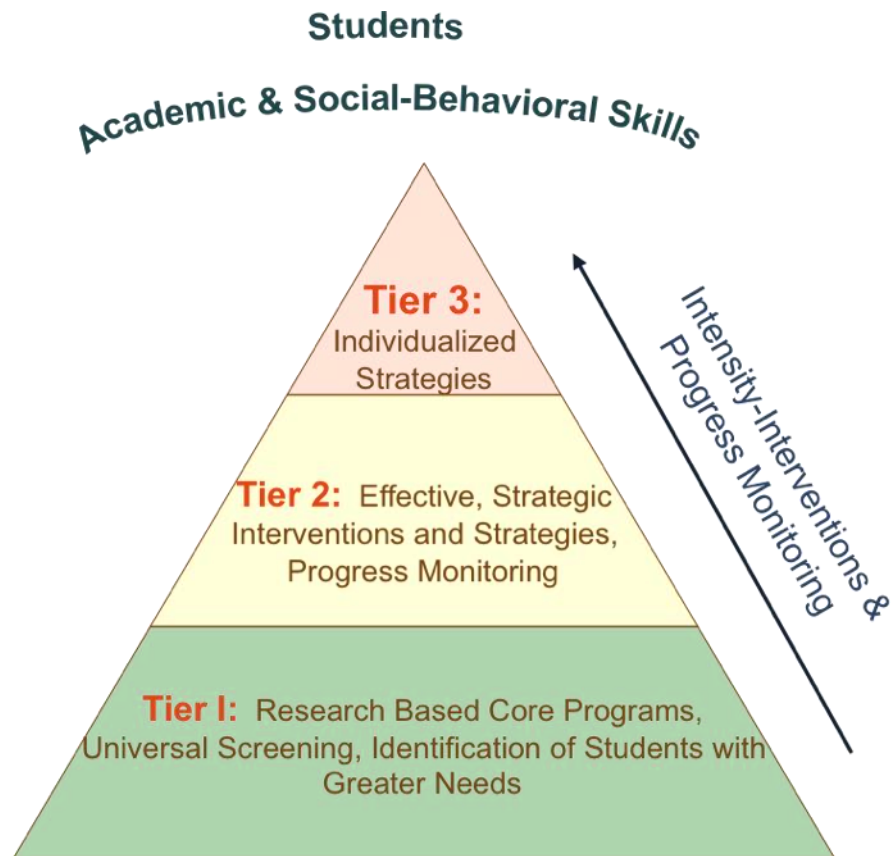 Students
Academic & Social-Behavioral Skills
Tier 3:
Individualized
Strategies
Intensity-Interventions &
Progress Monitoring
Tier 2: Effective, Strategic
Interventions and Strategies,
Progress Monitoring
Tier I: Research Based Core Programs,
Universal Screening, Identification of Students with
Greater Needs